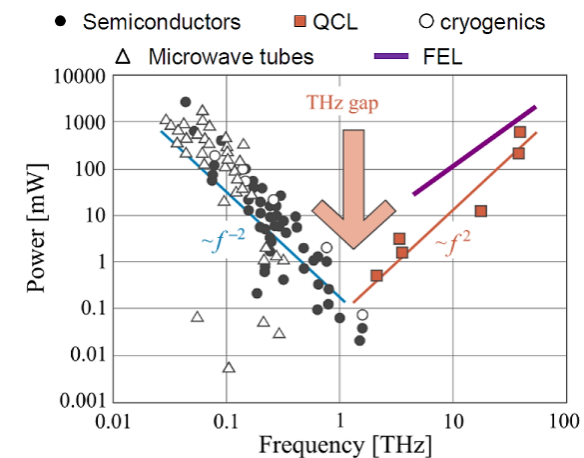 Semiconductors QCL cryogenics
Microwave tubes FEL
10000
1000
100
10
1
0.1
0.01
0.001
Power [mW]
THz gap
~f⁻²
~f²
0.01 0.1 1 10 100
Frequency [THz]